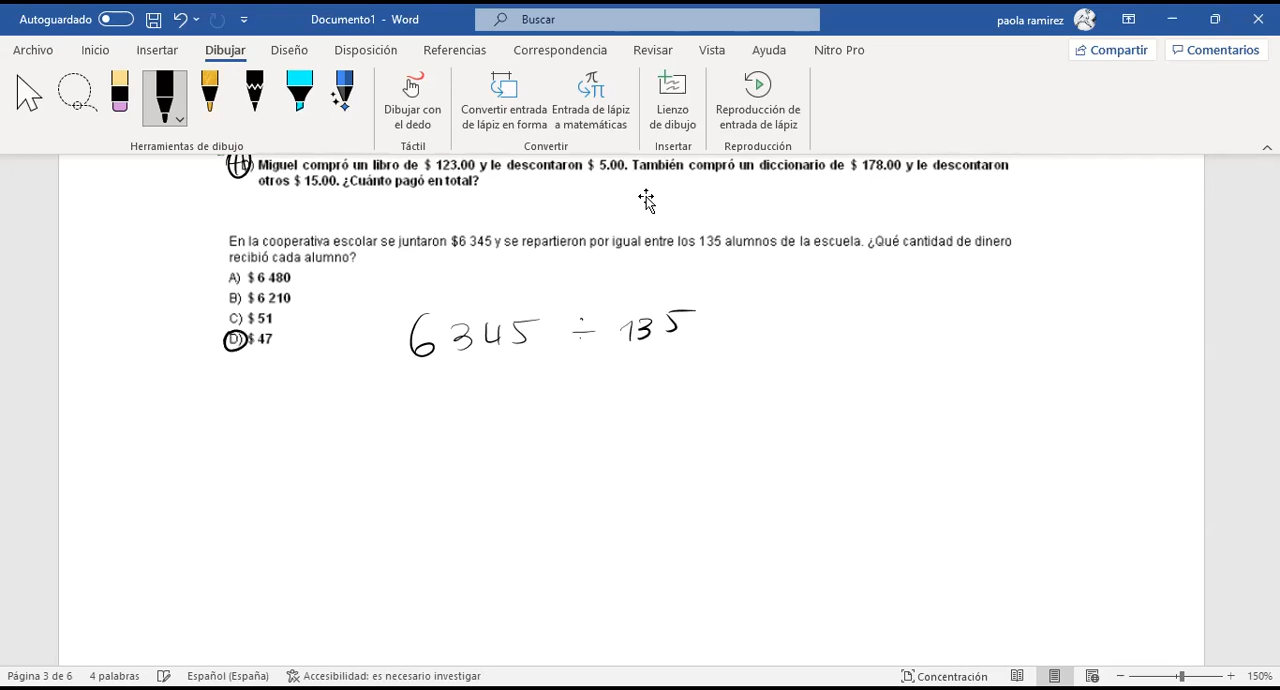 Autoguardado
Documento1 - Word
Buscar
paola ramirez
Archivo Inicio Insertar Dibujar Diseño Disposición Referencias Correspondencia Revisar Vista Ayuda Nitro Pro
Compartir Comentarios
Dibujar con el dedo
Convertir entrada de lápiz en forma
Entrada de lápiz a matemáticas
Lienzo de dibujo
Reproducción de entrada de lápiz
Herramientas de dibujo Táctil Convertir Insertar Reproducción
Miguel compró un libro de $ 123.00 y le descontaron $ 5.00. También compró un diccionario de $ 178.00 y le descontaron
otros $ 15.00. ¿Cuánto pagó en total?
En la cooperativa escolar se juntaron $6 345 y se repartieron por igual entre los 135 alumnos de la escuela. ¿Qué cantidad de dinero
recibió cada alumno?
A) $ 6 480
B) $ 6 210
C) $ 51
D) $ 47
6345 ÷ 135
Página 3 de 6 4 palabras Español (España) Accesibilidad: es necesario investigar Concentración 150%